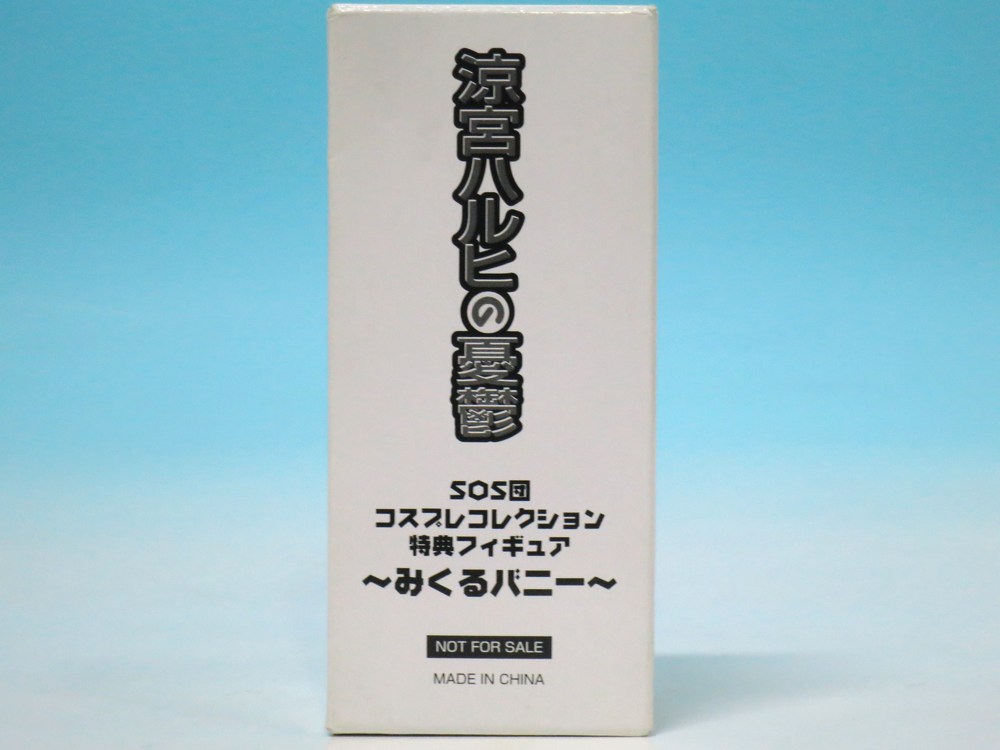 涼宮ハルヒの憂鬱
SOS団
コスプレコレクション
特典フィギュア
～みくるバニー～
NOT FOR SALE
MADE IN CHINA